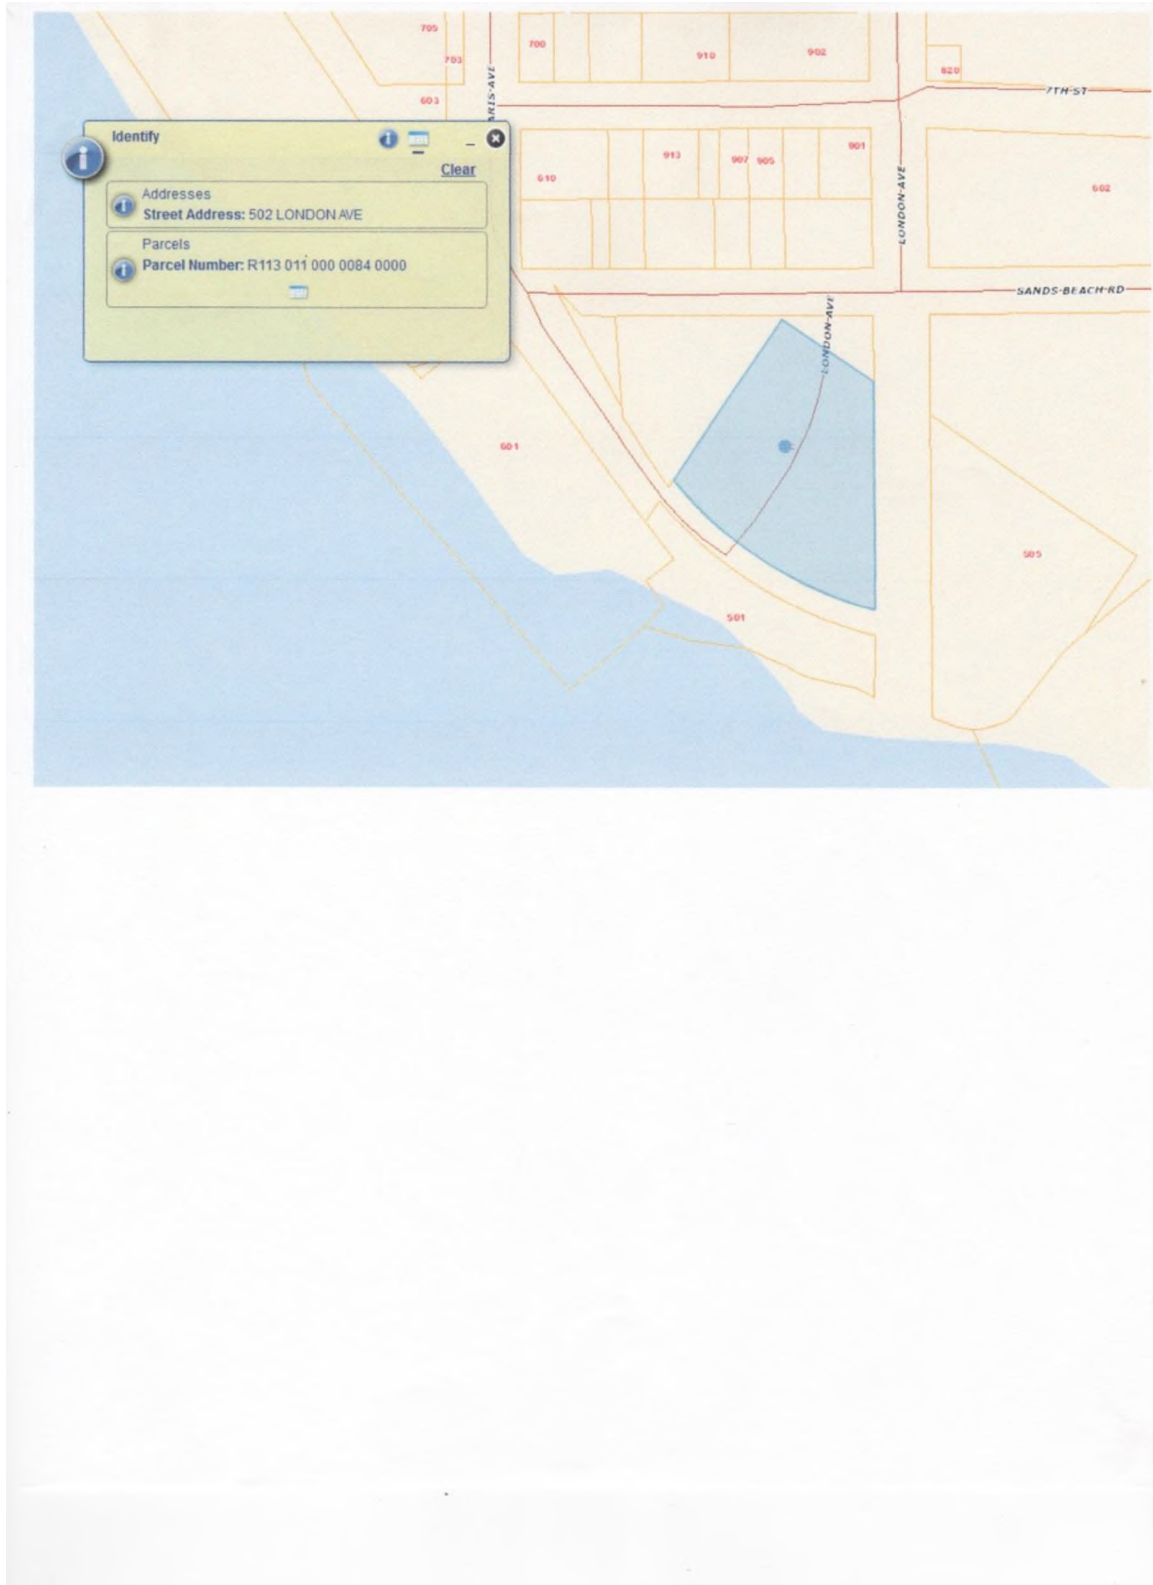 705
703
603
700
910
902
820
7TH ST
ARIS AVE
Identify
Clear
Addresses
Street Address: 502 LONDON AVE
Parcels
Parcel Number: R113 011 000 0084 0000
610
913
907
905
901
LONDON-AVE
602
SANDS-BEACH-RD
LONDON-AVE
601
505
501